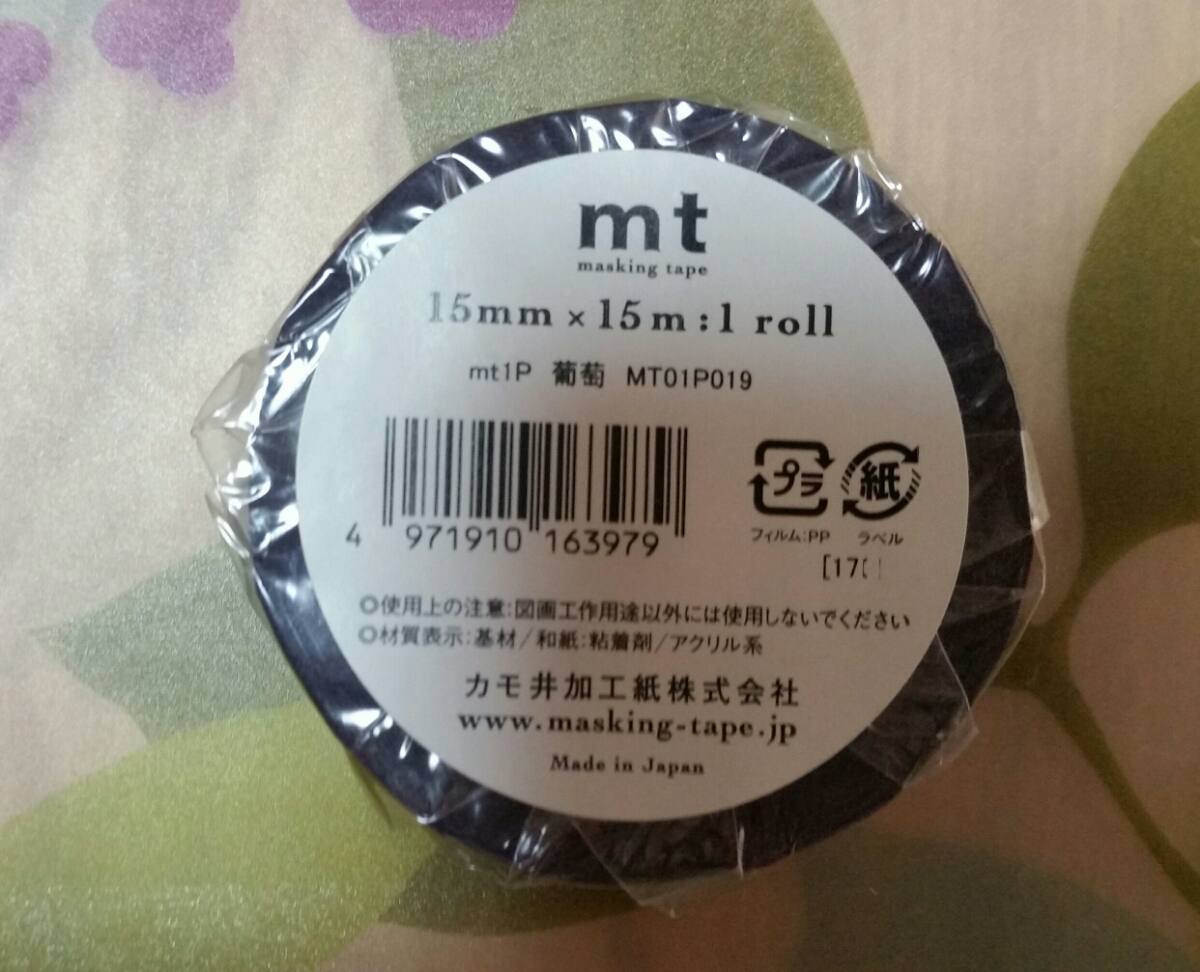 mt
masking tape
15mm×15m:1 roll
mt1P 葡萄 MT01P019
4 971910 163979
プラ 紙
フィルム:PP ラベル
[17
◎使用上の注意:図画工作用途以外には使用しないでください
◎材質表示:基材/和紙:粘着剤/アクリル系
カモ井加工紙株式会社
www.masking-tape.jp
Made in Japan